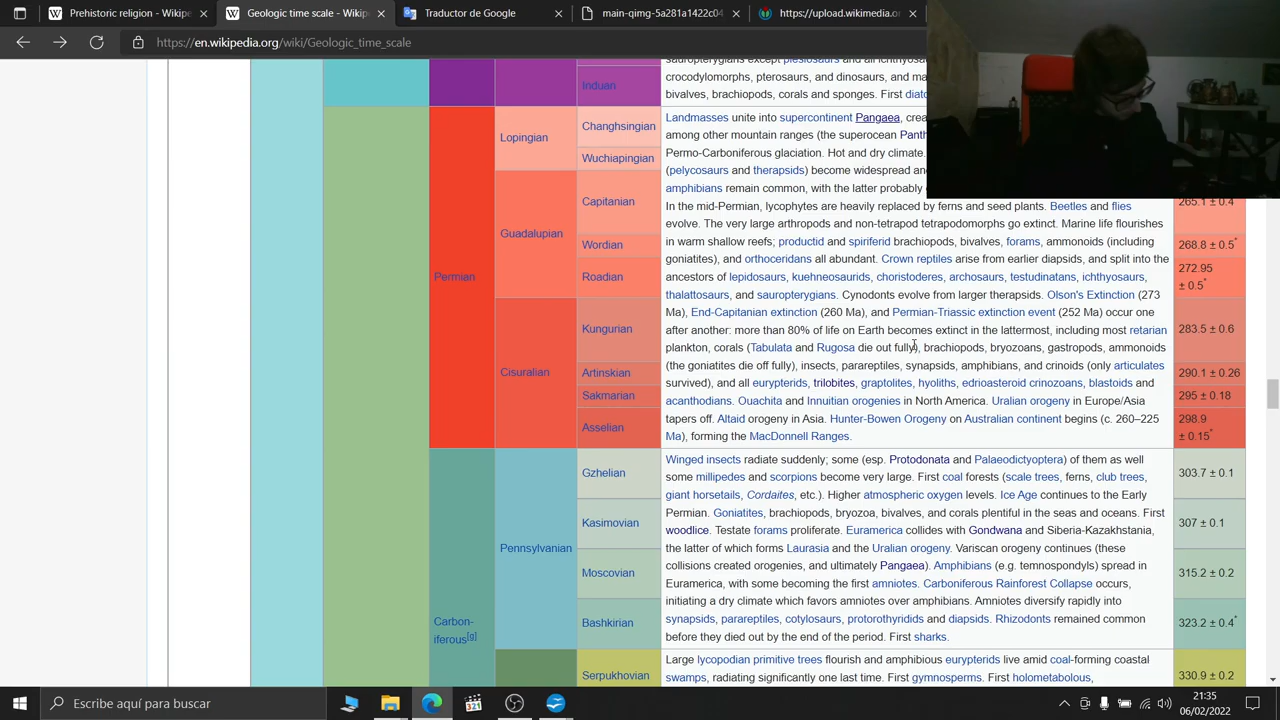 Prehistoric religion - Wikipedia
Geologic time scale - Wikipedia
Traductor de Google
main-qimg-5a281a1422c04
https://upload.wikimedia.org/wi
https://en.wikipedia.org/wiki/Geologic_time_scale
sauropterygians except plesiosaurs and all ichthyosa
crocodylomorphs, pterosaurs, and dinosaurs, and ma
Induan
bivalves, brachiopods, corals and sponges. First diato
Landmasses unite into supercontinent Pangaea, crea
Changhsingian
among other mountain ranges (the superocean Panth
Lopingian
Permo-Carboniferous glaciation. Hot and dry climate.
Wuchiapingian
(pelycosaurs and therapsids) become widespread and
amphibians remain common, with the latter probably
Capitanian
265.1 ± 0.4
In the mid-Permian, lycophytes are heavily replaced by ferns and seed plants. Beetles and flies
evolve. The very large arthropods and non-tetrapod tetrapodomorphs go extinct. Marine life flourishes
Guadalupian
in warm shallow reefs; productid and spiriferid brachiopods, bivalves, forams, ammonoids (including
Wordian
268.8 ± 0.5*
goniatites), and orthoceridans all abundant. Crown reptiles arise from earlier diapsids, and split into the
Permian
Roadian
ancestors of lepidosaurs, kuehneosaurids, choristoderes, archosaurs, testudinatans, ichthyosaurs,
272.95
± 0.5*
thalattosaurs, and sauropterygians. Cynodonts evolve from larger therapsids. Olson's Extinction (273
Ma), End-Capitanian extinction (260 Ma), and Permian-Triassic extinction event (252 Ma) occur one
Kungurian
after another: more than 80% of life on Earth becomes extinct in the lattermost, including most retarian
283.5 ± 0.6
plankton, corals (Tabulata and Rugosa die out fully), brachiopods, bryozoans, gastropods, ammonoids
(the goniatites die off fully), insects, parareptiles, synapsids, amphibians, and crinoids (only articulates
Cisuralian
Artinskian
290.1 ± 0.26
survived), and all eurypterids, trilobites, graptolites, hyoliths, edrioasteroid crinozoans, blastoids and
Sakmarian
295 ± 0.18
acanthodians. Ouachita and Innuitian orogenies in North America. Uralian orogeny in Europe/Asia
tapers off. Altaid orogeny in Asia. Hunter-Bowen Orogeny on Australian continent begins (c. 260–225
Asselian
298.9
± 0.15*
Ma), forming the MacDonnell Ranges.
Winged insects radiate suddenly; some (esp. Protodonata and Palaeodictyoptera) of them as well
Gzhelian
303.7 ± 0.1
some millipedes and scorpions become very large. First coal forests (scale trees, ferns, club trees,
giant horsetails, Cordaites, etc.). Higher atmospheric oxygen levels. Ice Age continues to the Early
Permian. Goniatites, brachiopods, bryozoa, bivalves, and corals plentiful in the seas and oceans. First
Kasimovian
307 ± 0.1
woodlice. Testate forams proliferate. Euramerica collides with Gondwana and Siberia-Kazakhstania,
Pennsylvanian
the latter of which forms Laurasia and the Uralian orogeny. Variscan orogeny continues (these
collisions created orogenies, and ultimately Pangaea). Amphibians (e.g. temnospondyls) spread in
Moscovian
315.2 ± 0.2
Euramerica, with some becoming the first amniotes. Carboniferous Rainforest Collapse occurs,
initiating a dry climate which favors amniotes over amphibians. Amniotes diversify rapidly into
Carbon-
iferous[8]
Bashkirian
323.2 ± 0.4*
synapsids, parareptiles, cotylosaurs, protorothyridids and diapsids. Rhizodonts remained common
before they died out by the end of the period. First sharks.
Large lycopodian primitive trees flourish and amphibious eurypterids live amid coal-forming coastal
Serpukhovian
330.9 ± 0.2
swamps, radiating significantly one last time. First gymnosperms. First holometabolous,
Escribe aquí para buscar
21:35
06/02/2022